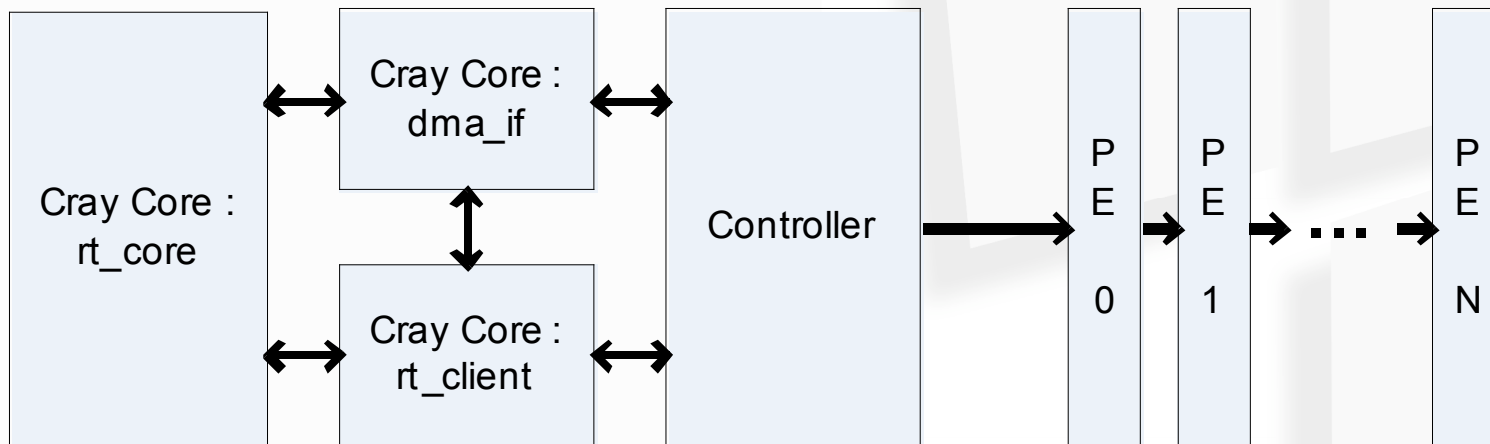 Cray Core :
rt_core
Cray Core :
dma_if
Cray Core :
rt_client
Controller
P
E
0
P
E
1
...
P
E
N